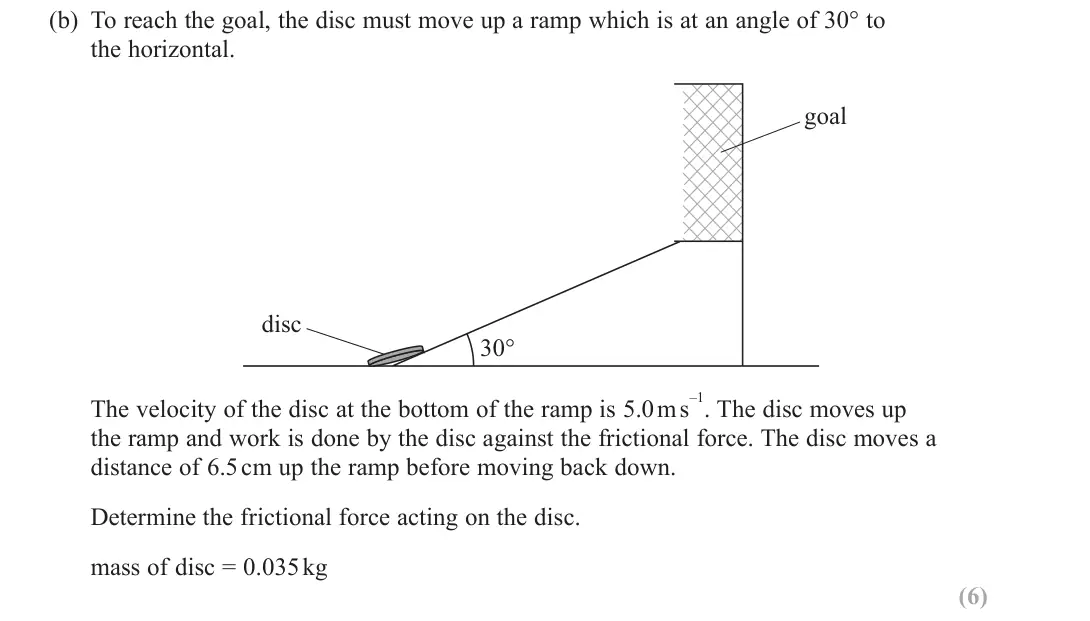 (b) To reach the goal, the disc must move up a ramp which is at an angle of 30° to
the horizontal.
goal
disc
30°
The velocity of the disc at the bottom of the ramp is 5.0 m s⁻¹. The disc moves up
the ramp and work is done by the disc against the frictional force. The disc moves a
distance of 6.5 cm up the ramp before moving back down.
Determine the frictional force acting on the disc.
mass of disc = 0.035 kg
(6)